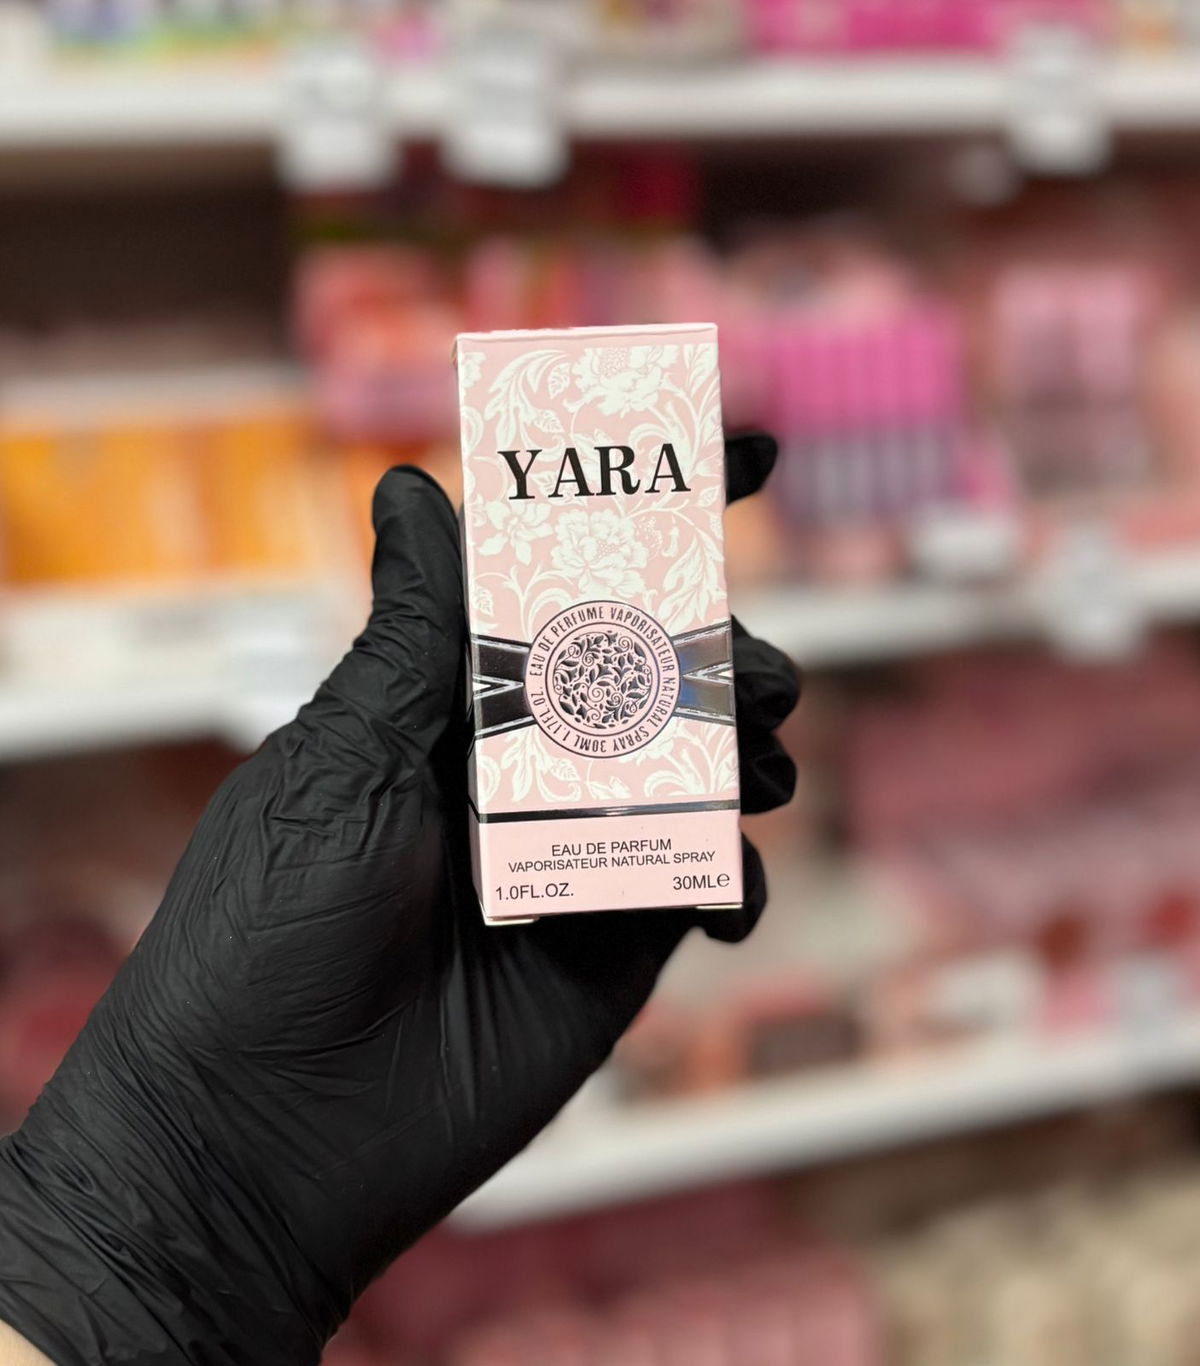 YARA
EAU DE PERFUME VAPORISATEUR NATURAL SPRAY 30ML 1.17FL OZ.
EAU DE PARFUM
VAPORISATEUR NATURAL SPRAY
1.0FL.OZ. 30ML℮